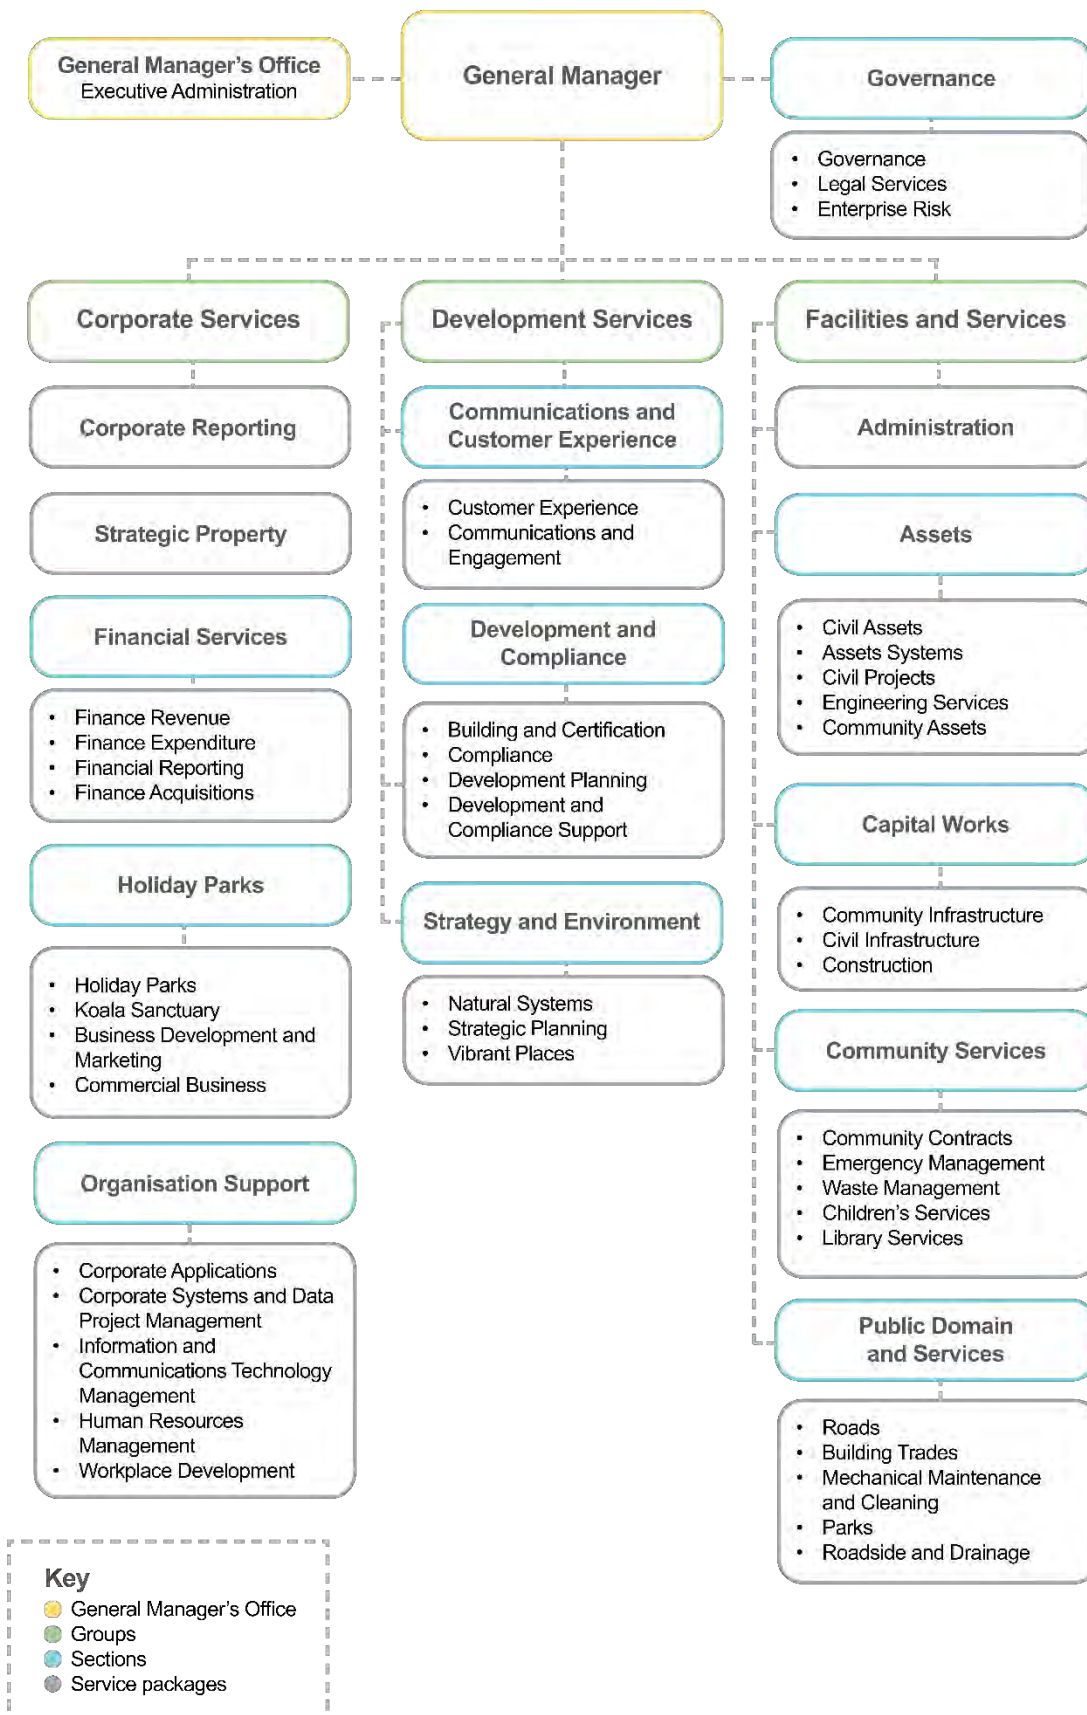 General Manager's Office
Executive Administration
General Manager
Governance
• Governance
• Legal Services
• Enterprise Risk
Corporate Services
Corporate Reporting
Strategic Property
Financial Services
• Finance Revenue
• Finance Expenditure
• Financial Reporting
• Finance Acquisitions
Holiday Parks
• Holiday Parks
• Koala Sanctuary
• Business Development and
Marketing
• Commercial Business
Organisation Support
• Corporate Applications
• Corporate Systems and Data
Project Management
• Information and
Communications Technology
Management
• Human Resources
Management
• Workplace Development
Development Services
Communications and
Customer Experience
• Customer Experience
• Communications and
Engagement
Development and
Compliance
• Building and Certification
• Compliance
• Development Planning
• Development and
Compliance Support
Strategy and Environment
• Natural Systems
• Strategic Planning
• Vibrant Places
Facilities and Services
Administration
Assets
• Civil Assets
• Assets Systems
• Civil Projects
• Engineering Services
• Community Assets
Capital Works
• Community Infrastructure
• Civil Infrastructure
• Construction
Community Services
• Community Contracts
• Emergency Management
• Waste Management
• Children's Services
• Library Services
Public Domain
and Services
• Roads
• Building Trades
• Mechanical Maintenance
and Cleaning
• Parks
• Roadside and Drainage
Key
General Manager's Office
Groups
Sections
Service packages